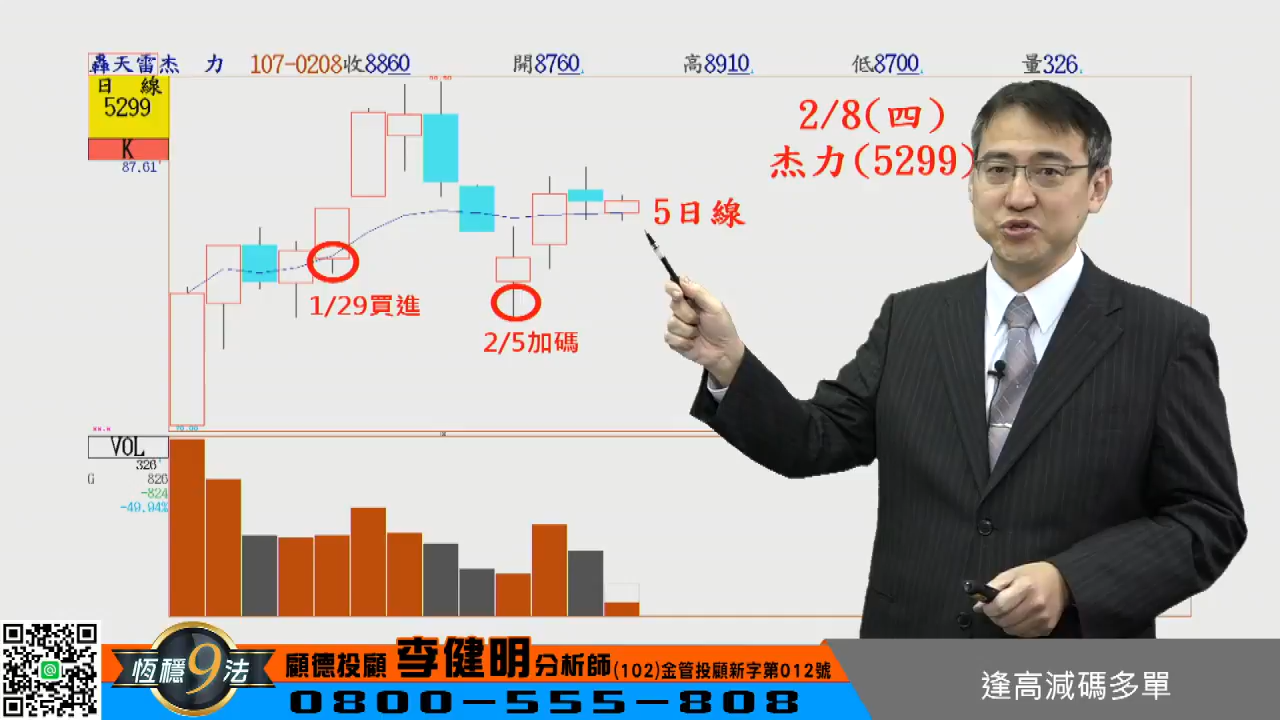 轟天雷杰 力 107-0208收8860 開8760 高8910 低8700 量326
日 線
5299
K
87.61
2/8(四)
杰力(5299)
5日線
1/29買進
2/5加碼
VOL
326
G 826
-824
-49.94%
恆穩9法
顧德投顧 李健明分析師(102)金管投顧新字第012號
0800-555-808
逢高減碼多單